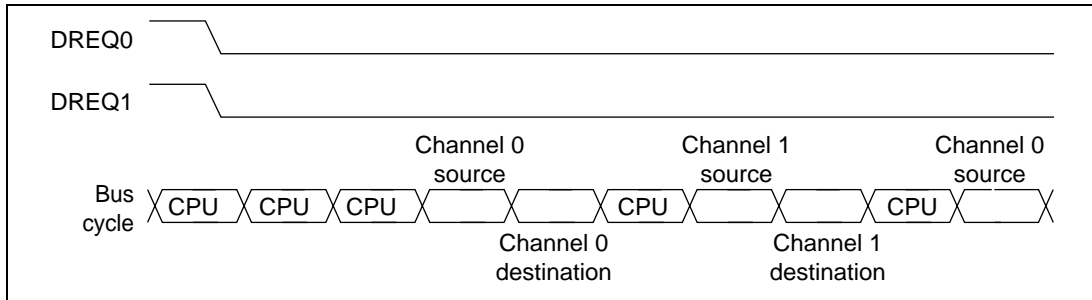 DREQ0
DREQ1
Channel 0 Channel 1 Channel 0
source source source
Bus
cycle
CPU CPU CPU CPU CPU
Channel 0 Channel 1
destination destination